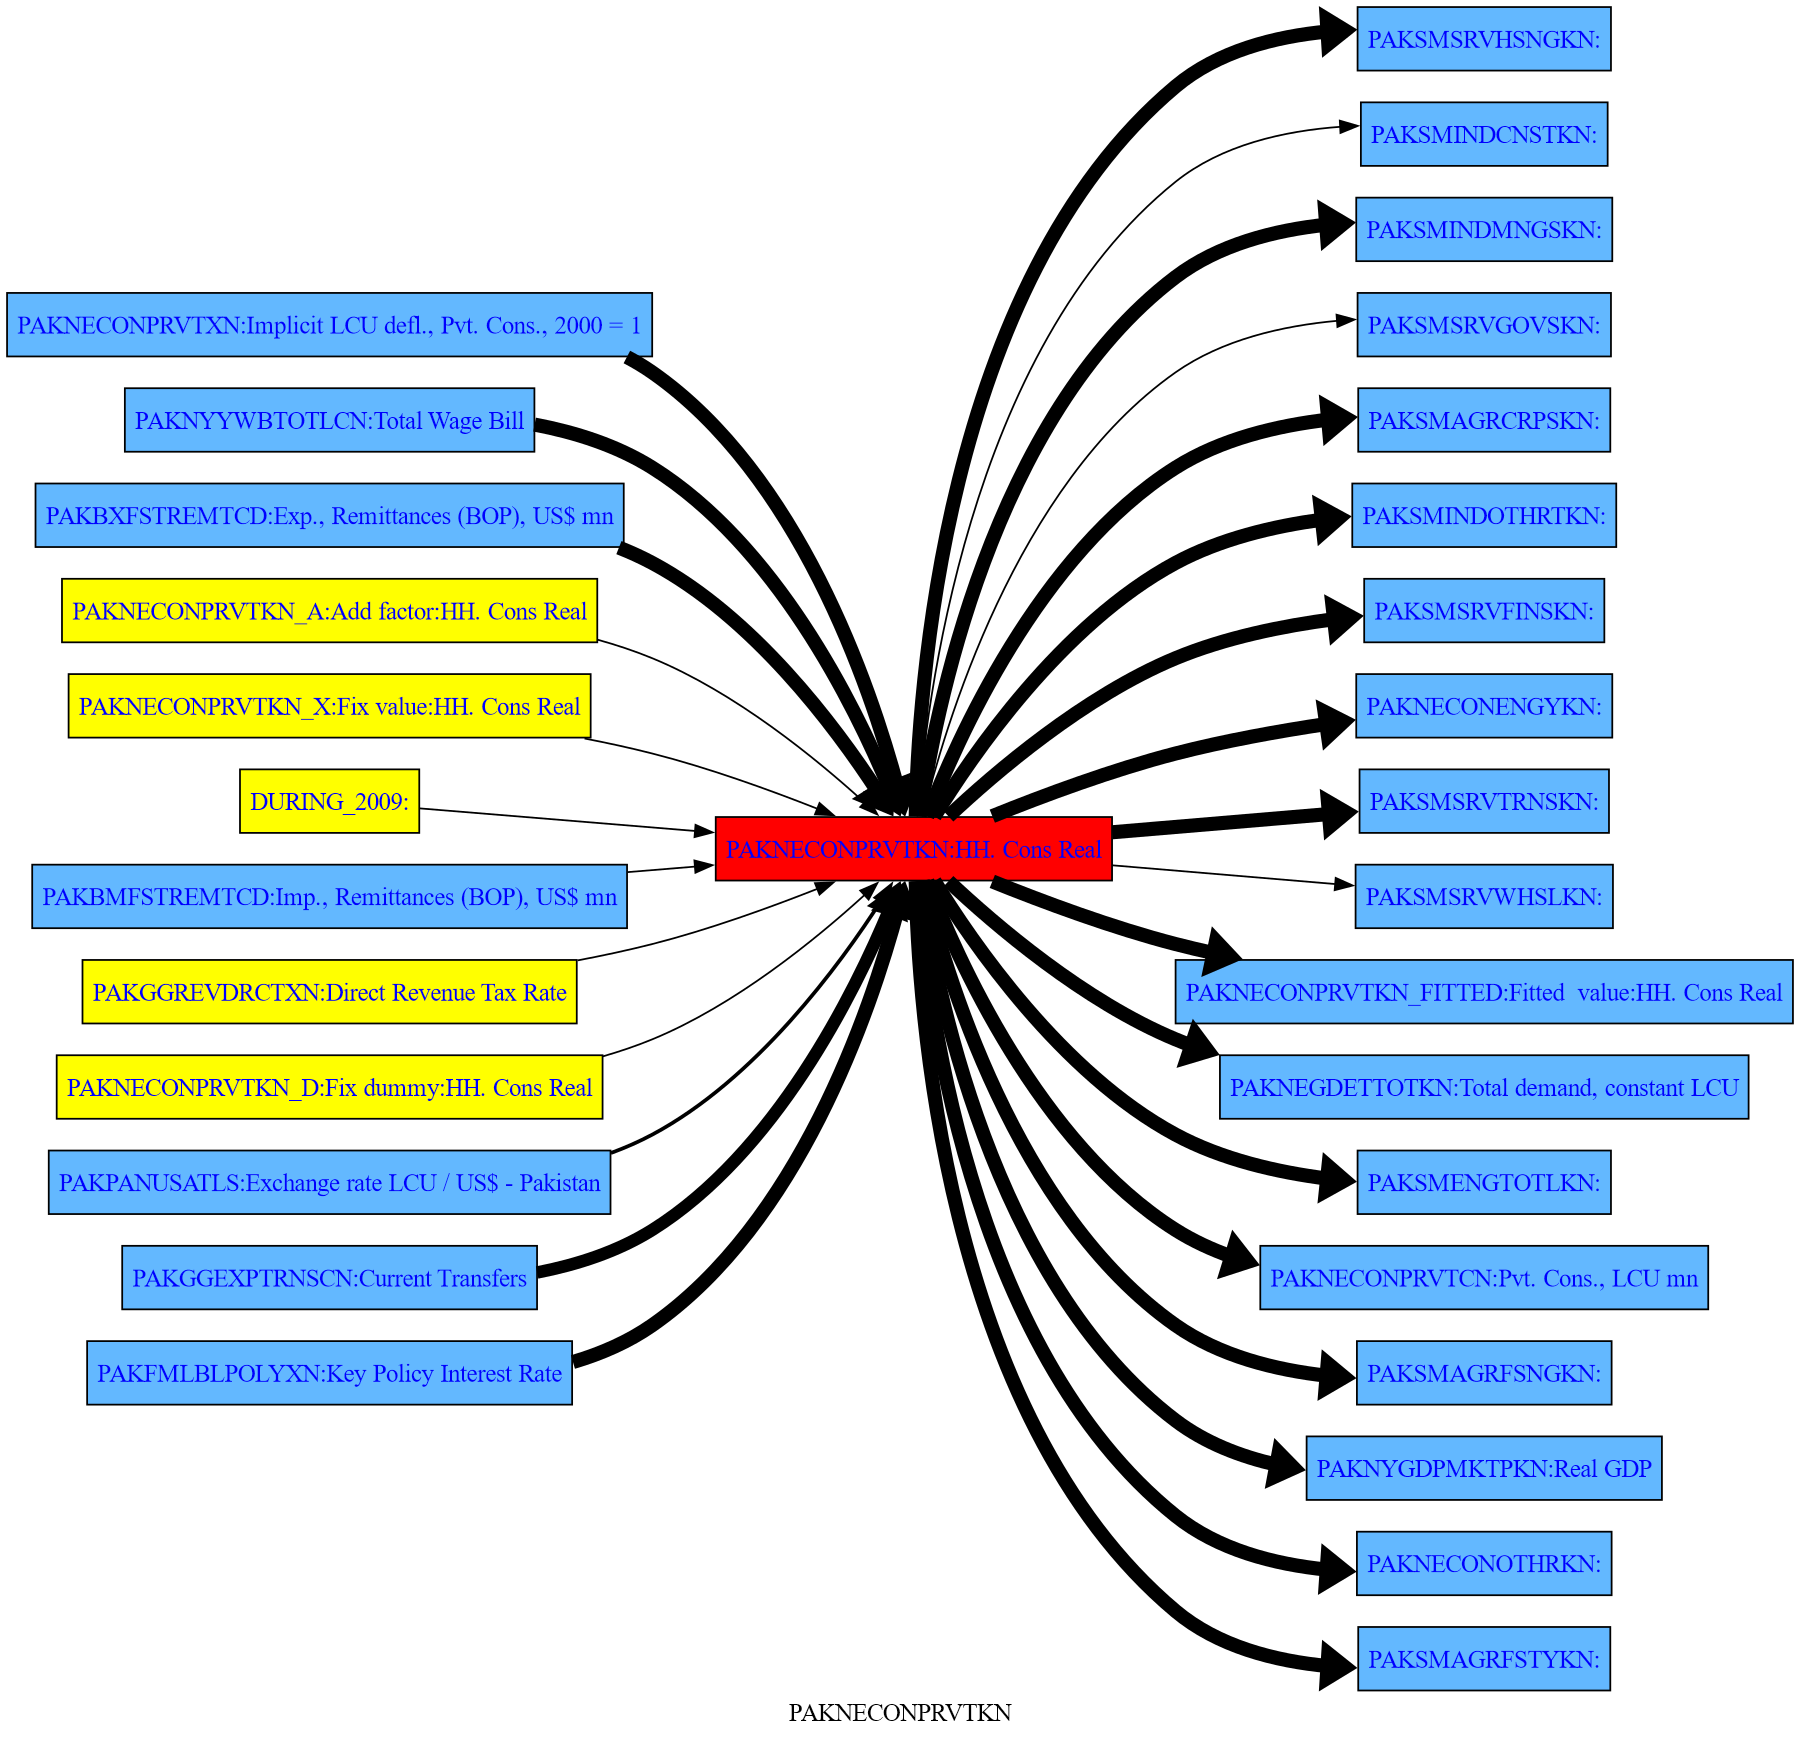 PAKNECONPRVTXN:Implicit LCU defl., Pvt. Cons., 2000 = 1
PAKNYYWBTOTLCN:Total Wage Bill
PAKBXFSTREMTCD:Exp., Remittances (BOP), US$ mn
PAKNECONPRVTKN_A:Add factor:HH. Cons Real
PAKNECONPRVTKN_X:Fix value:HH. Cons Real
DURING_2009:
PAKBMFSTREMTCD:Imp., Remittances (BOP), US$ mn
PAKGGREVDRCTXN:Direct Revenue Tax Rate
PAKNECONPRVTKN_D:Fix dummy:HH. Cons Real
PAKPANUSATLS:Exchange rate LCU / US$ - Pakistan
PAKGGEXPTRNSCN:Current Transfers
PAKFMLBLPOLYXN:Key Policy Interest Rate
PAKNECONPRVTKN:HH. Cons Real
PAKSMSRVHSNGKN:
PAKSMINDCNSTKN:
PAKSMINDMNGSKN:
PAKSMSRVGOVSKN:
PAKSMAGRCRPSKN:
PAKSMINDOTHRTKN:
PAKSMSRVFINSKN:
PAKNECONENGYKN:
PAKSMSRVTRNSKN:
PAKSMSRVWHSLKN:
PAKNECONPRVTKN_FITTED:Fitted  value:HH. Cons Real
PAKNEGDETTOTKN:Total demand, constant LCU
PAKSMENGTOTLKN:
PAKNECONPRVTCN:Pvt. Cons., LCU mn
PAKSMAGRFSNGKN:
PAKNYGDPMKTPKN:Real GDP
PAKNECONOTHRKN:
PAKSMAGRFSTYKN:
PAKNECONPRVTKN